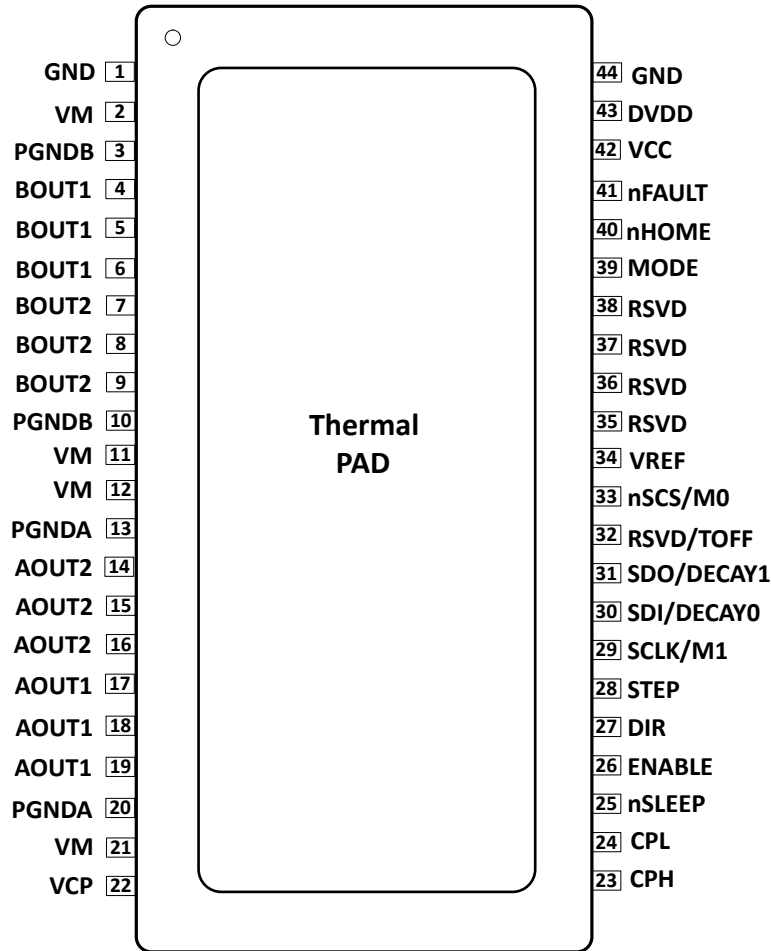 GND 1
VM 2
PGNDB 3
BOUT1 4
BOUT1 5
BOUT1 6
BOUT2 7
BOUT2 8
BOUT2 9
PGNDB 10
VM 11
VM 12
PGNDA 13
AOUT2 14
AOUT2 15
AOUT2 16
AOUT1 17
AOUT1 18
AOUT1 19
PGNDA 20
VM 21
VCP 22
Thermal
PAD
44 GND
43 DVDD
42 VCC
41 nFAULT
40 nHOME
39 MODE
38 RSVD
37 RSVD
36 RSVD
35 RSVD
34 VREF
33 nSCS/M0
32 RSVD/TOFF
31 SDO/DECAY1
30 SDI/DECAY0
29 SCLK/M1
28 STEP
27 DIR
26 ENABLE
25 nSLEEP
24 CPL
23 CPH